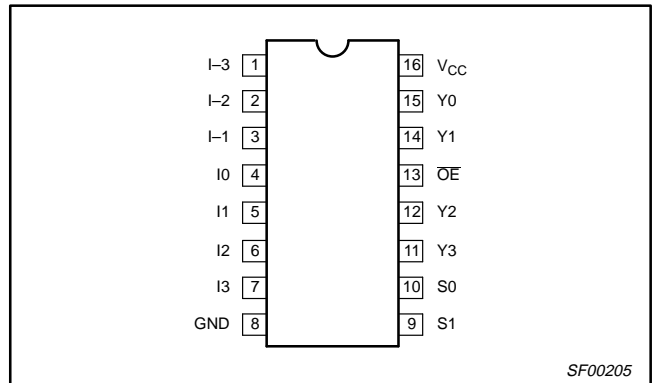 I–3 1 16 VCC
I–2 2 15 Y0
I–1 3 14 Y1
I0 4 13 OE
I1 5 12 Y2
I2 6 11 Y3
I3 7 10 S0
GND 8 9 S1
SF00205